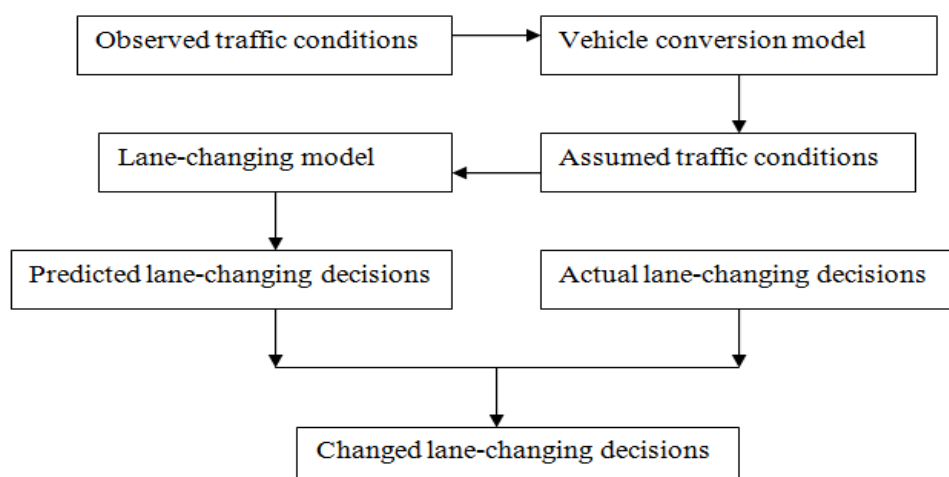 Observed traffic conditions
Vehicle conversion model
Lane-changing model
Assumed traffic conditions
Predicted lane-changing decisions
Actual lane-changing decisions
Changed lane-changing decisions